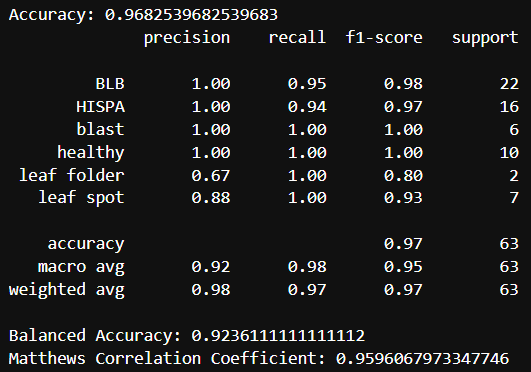 Accuracy: 0.9682539682539683
precision recall f1-score support
BLB 1.00 0.95 0.98 22
HISPA 1.00 0.94 0.97 16
blast 1.00 1.00 1.00 6
healthy 1.00 1.00 1.00 10
leaf folder 0.67 1.00 0.80 2
leaf spot 0.88 1.00 0.93 7
accuracy 0.97 63
macro avg 0.92 0.98 0.95 63
weighted avg 0.98 0.97 0.97 63
Balanced Accuracy: 0.9236111111111112
Matthews Correlation Coefficient: 0.9596067973347746